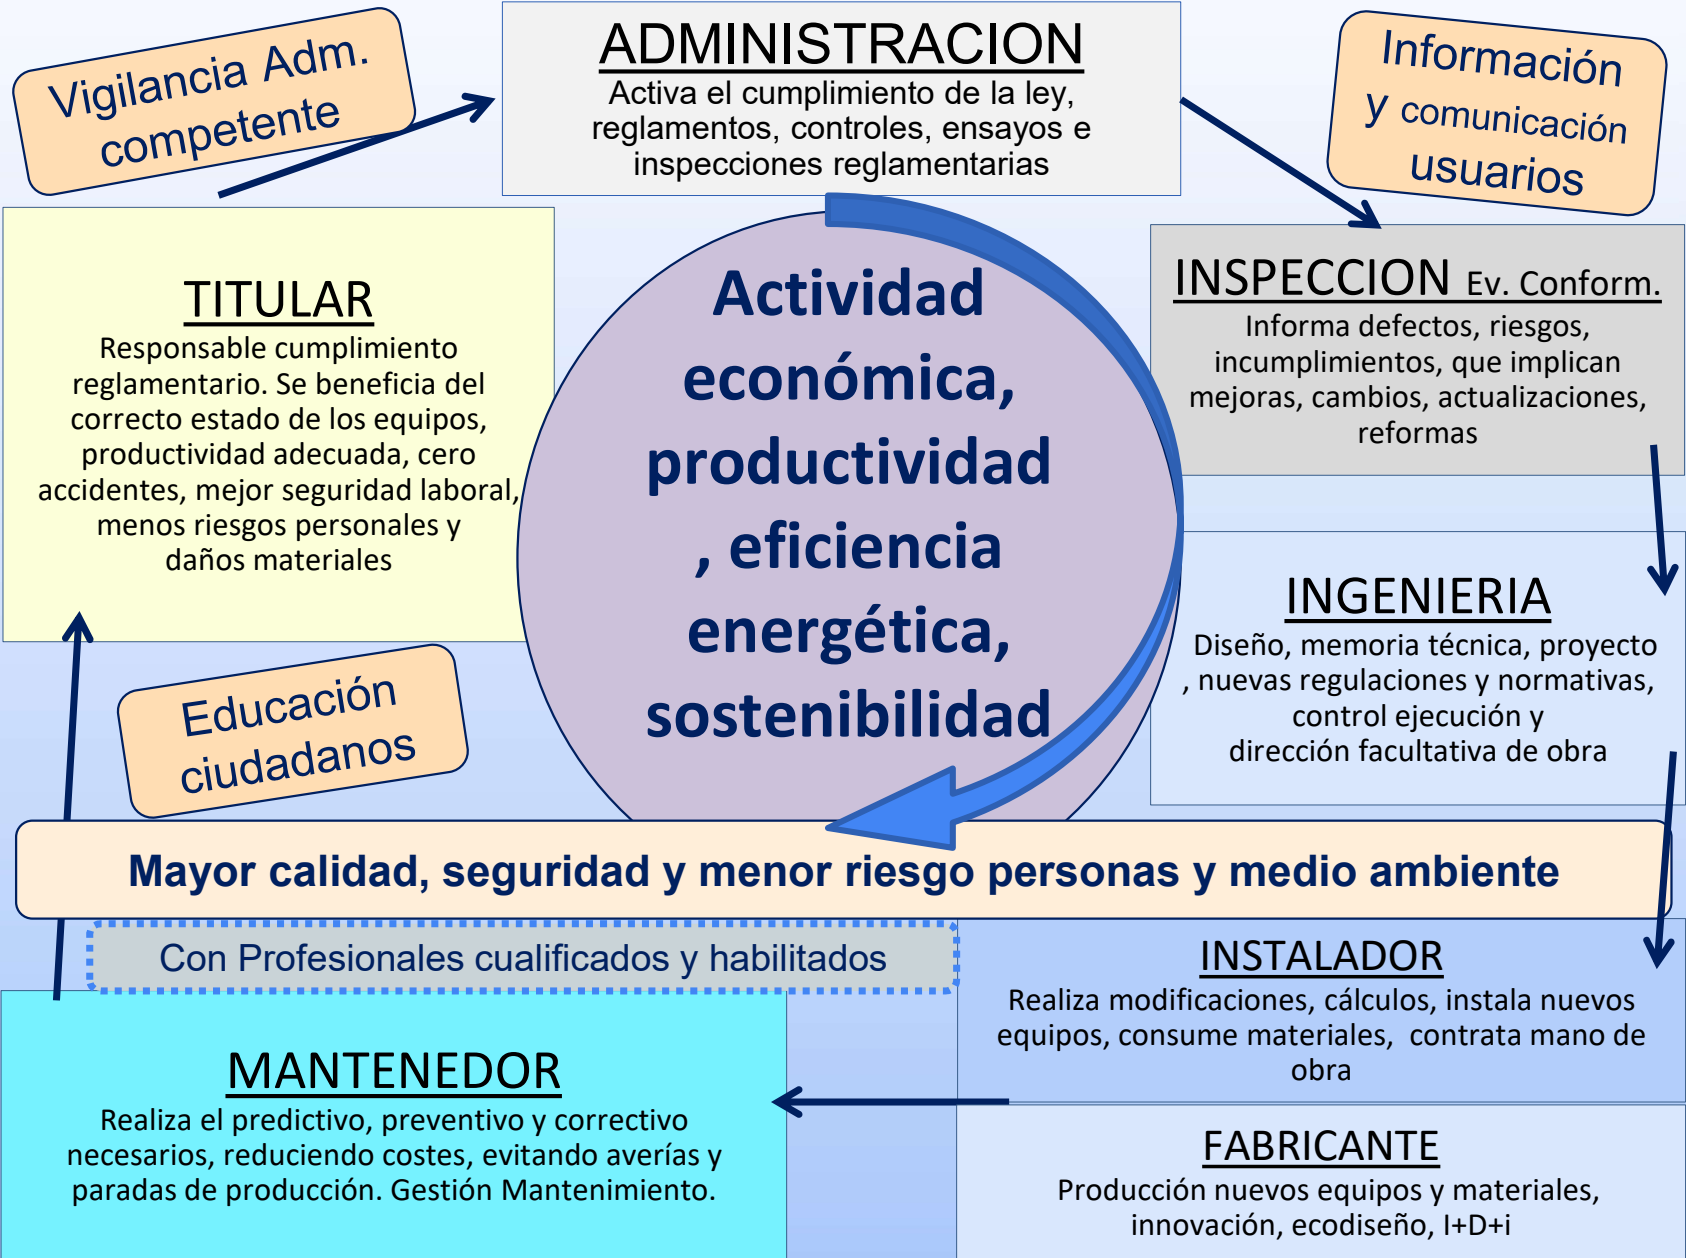 Vigilancia Adm.
competente
ADMINISTRACION
Activa el cumplimiento de la ley,
reglamentos, controles, ensayos e
inspecciones reglamentarias
Información
y comunicación
usuarios
TITULAR
Responsable cumplimiento
reglamentario. Se beneficia del
correcto estado de los equipos,
productividad adecuada, cero
accidentes, mejor seguridad laboral,
menos riesgos personales y
daños materiales
Actividad
económica,
productividad
, eficiencia
energética,
sostenibilidad
INSPECCION Ev. Conform.
Informa defectos, riesgos,
incumplimientos, que implican
mejoras, cambios, actualizaciones,
reformas
INGENIERIA
Diseño, memoria técnica, proyecto
, nuevas regulaciones y normativas,
control ejecución y
dirección facultativa de obra
Educación
ciudadanos
Mayor calidad, seguridad y menor riesgo personas y medio ambiente
Con Profesionales cualificados y habilitados
INSTALADOR
Realiza modificaciones, cálculos, instala nuevos
equipos, consume materiales, contrata mano de
obra
MANTENEDOR
Realiza el predictivo, preventivo y correctivo
necesarios, reduciendo costes, evitando averías y
paradas de producción. Gestión Mantenimiento.
FABRICANTE
Producción nuevos equipos y materiales,
innovación, ecodiseño, I+D+i